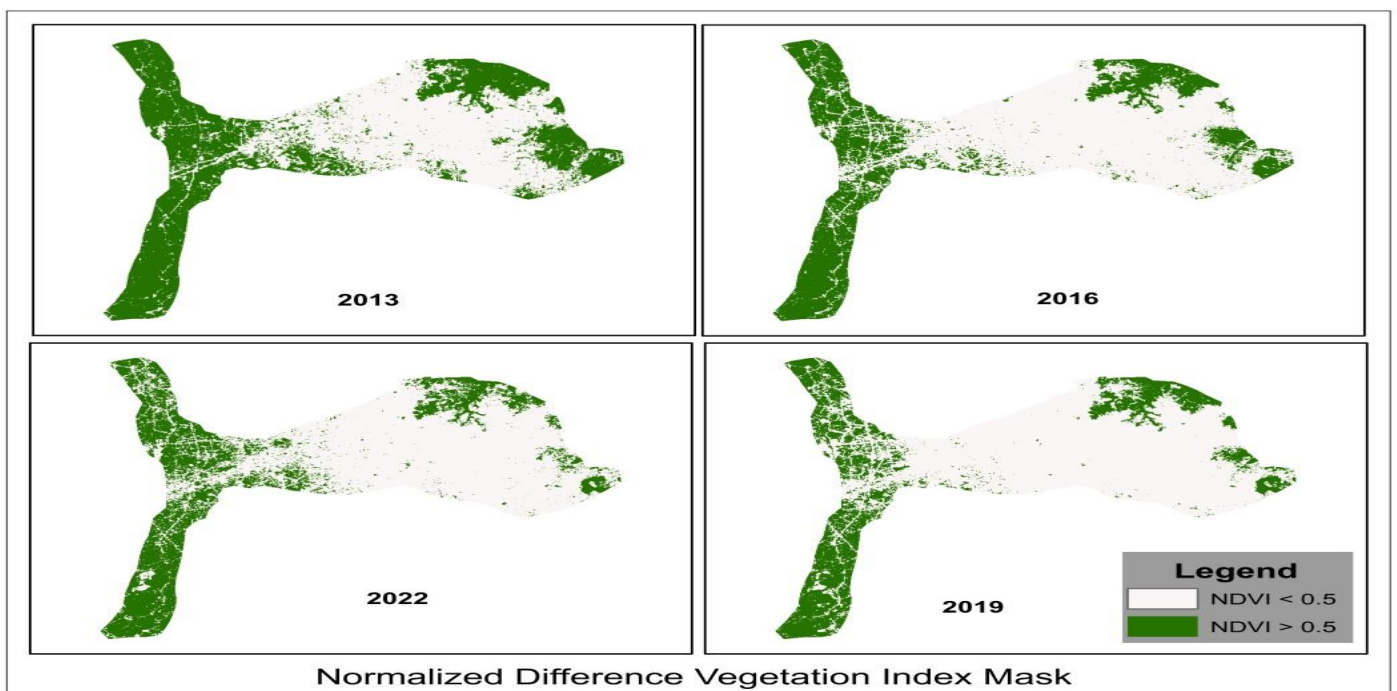 2013
2016
2022
2019
Legend
NDVI < 0.5
NDVI > 0.5
Normalized Difference Vegetation Index Mask